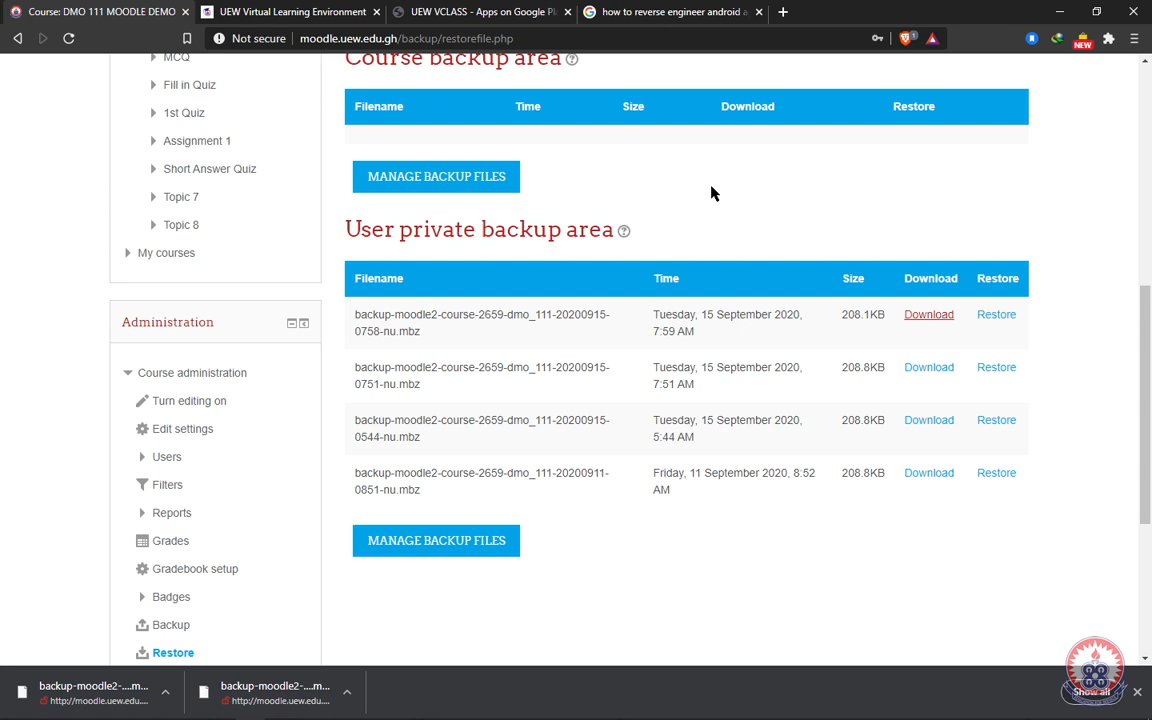 Course: DMO 111 MOODLE DEMO
UEW Virtual Learning Environment
UEW VCLASS - Apps on Google Pl
how to reverse engineer android a
Not secure
moodle.uew.edu.gh/backup/restorefile.php
1
NEW
MCQ
Fill in Quiz
1st Quiz
Assignment 1
Short Answer Quiz
Topic 7
Topic 8
My courses
Administration
Course administration
Turn editing on
Edit settings
Users
Filters
Reports
Grades
Gradebook setup
Badges
Backup
Restore
Course backup area
Filename Time Size Download Restore
MANAGE BACKUP FILES
User private backup area
Filename Time Size Download Restore
backup-moodle2-course-2659-dmo_111-20200915- Tuesday, 15 September 2020, 208.1KB Download Restore
0758-nu.mbz 7:59 AM
backup-moodle2-course-2659-dmo_111-20200915- Tuesday, 15 September 2020, 208.8KB Download Restore
0751-nu.mbz 7:51 AM
backup-moodle2-course-2659-dmo_111-20200915- Tuesday, 15 September 2020, 208.8KB Download Restore
0544-nu.mbz 5:44 AM
backup-moodle2-course-2659-dmo_111-20200911- Friday, 11 September 2020, 8:52 208.8KB Download Restore
0851-nu.mbz AM
MANAGE BACKUP FILES
backup-moodle2-....m...
http://moodle.uew.edu....
backup-moodle2-....m...
http://moodle.uew.edu....
Show all